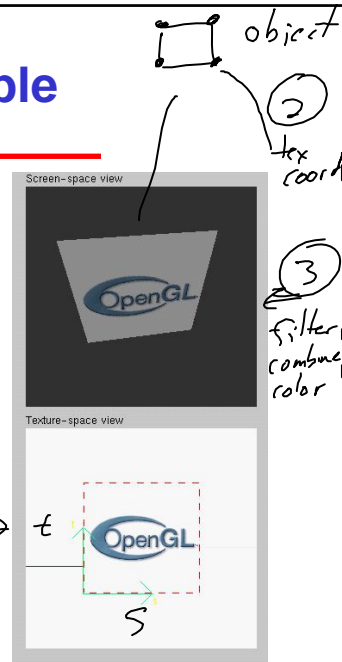 object
ble
2
tex
coord
Screen-space view
OpenGL
3
filter,
combine
color
Texture-space view
t
OpenGL
s